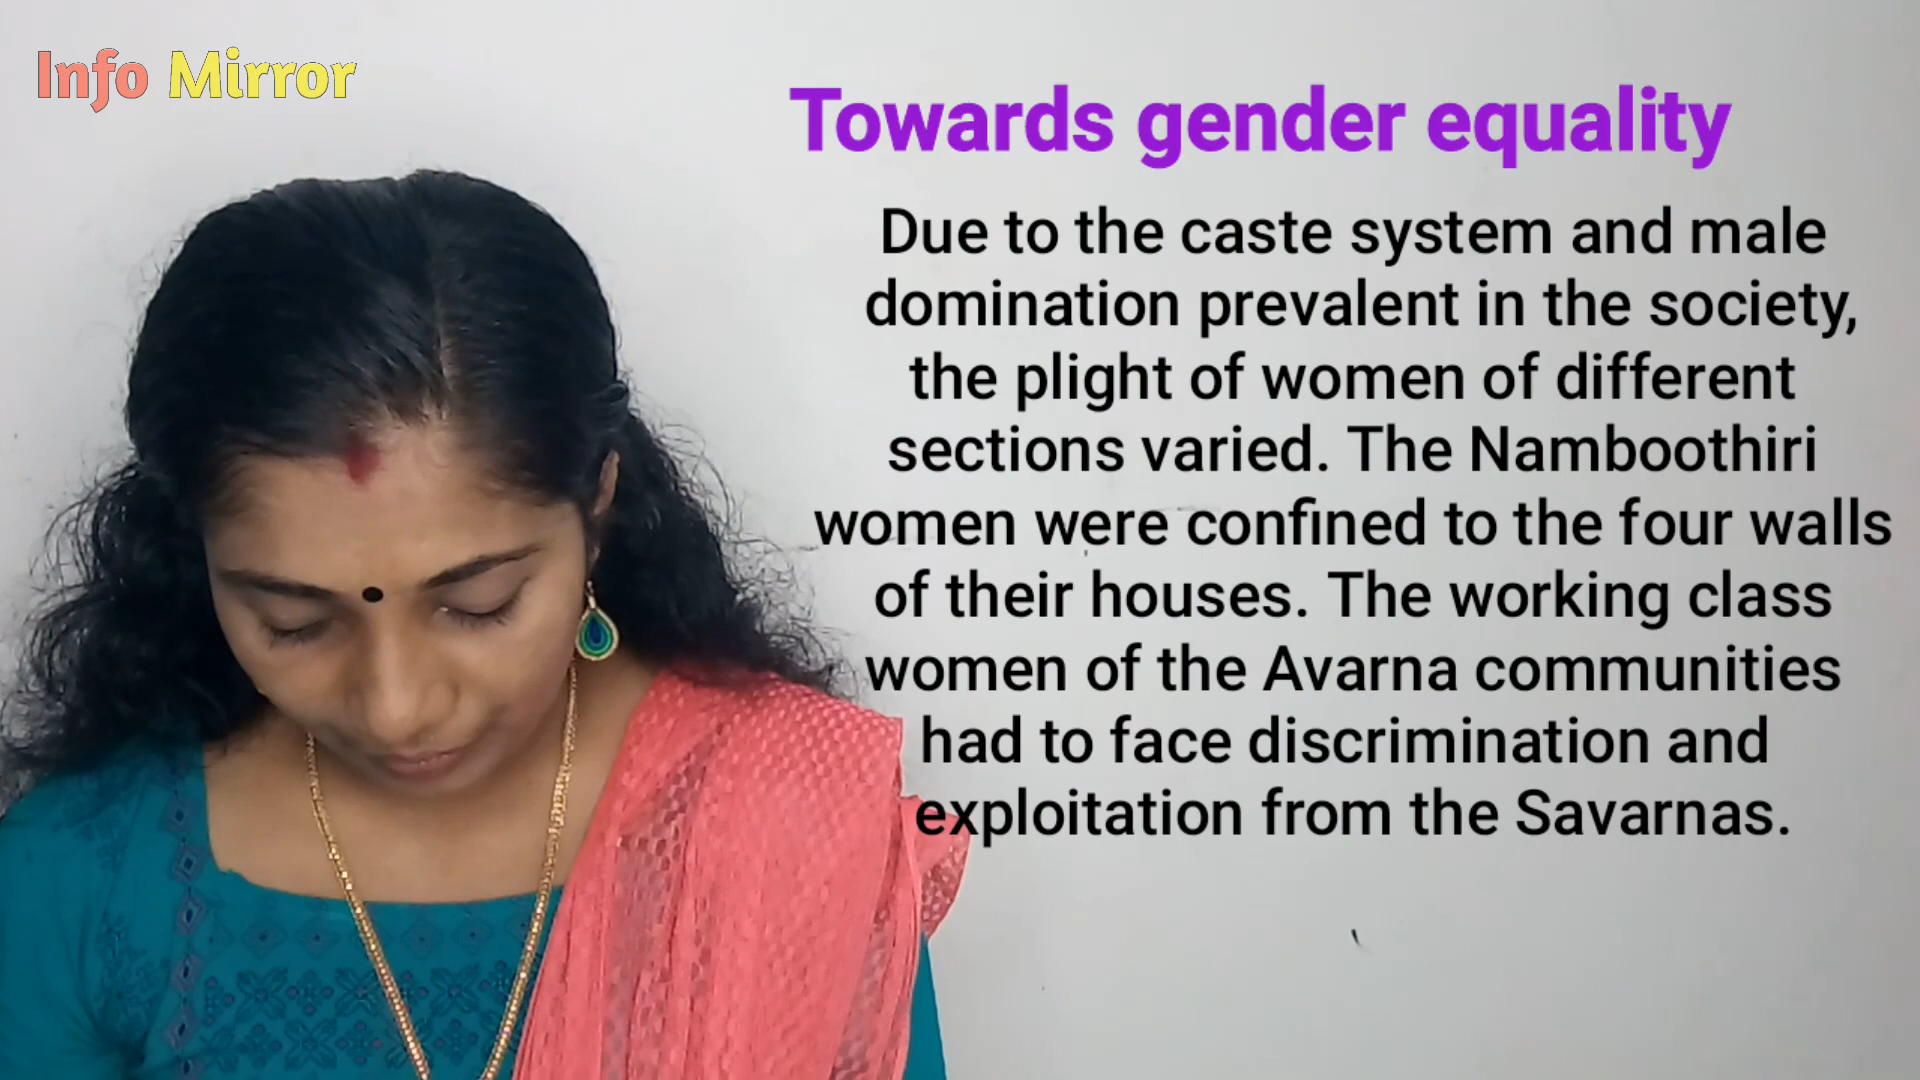 Info Mirror
Towards gender equality
Due to the caste system and male
domination prevalent in the society,
the plight of women of different
sections varied. The Namboothiri
women were confined to the four walls
of their houses. The working class
women of the Avarna communities
had to face discrimination and
exploitation from the Savarnas.